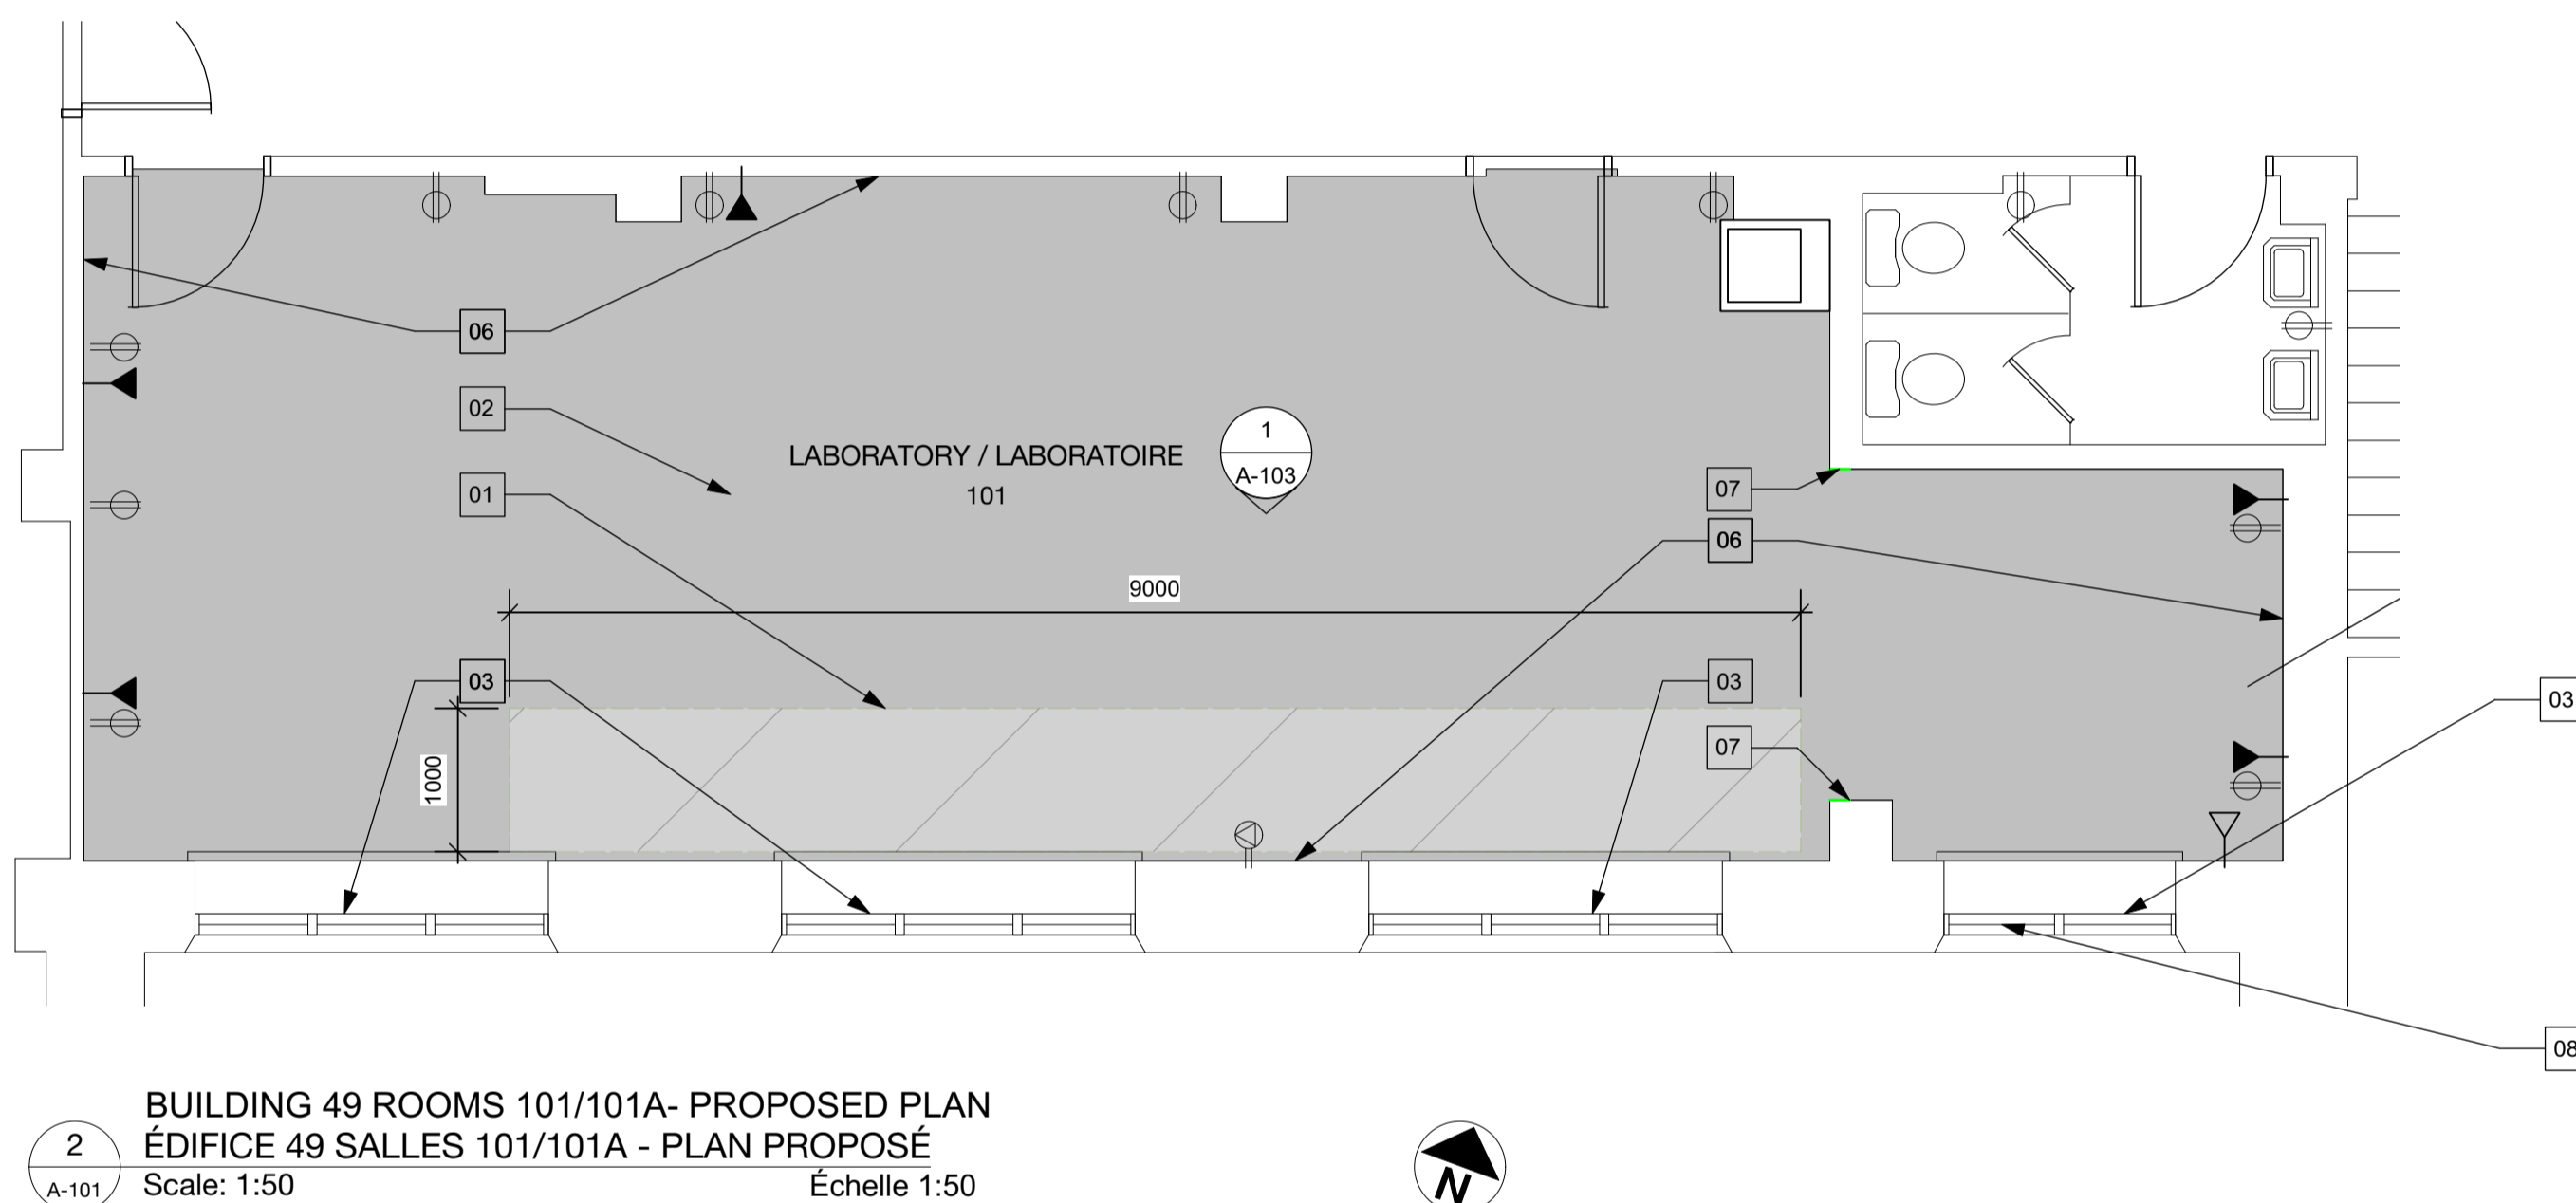 06
02
01
LABORATORY / LABORATOIRE
101
1
A-103
07
06
9000
03
03
03
07
1000
08
BUILDING 49 ROOMS 101/101A- PROPOSED PLAN
ÉDIFICE 49 SALLES 101/101A - PLAN PROPOSÉ
2
A-101
Scale: 1:50
Échelle 1:50
N